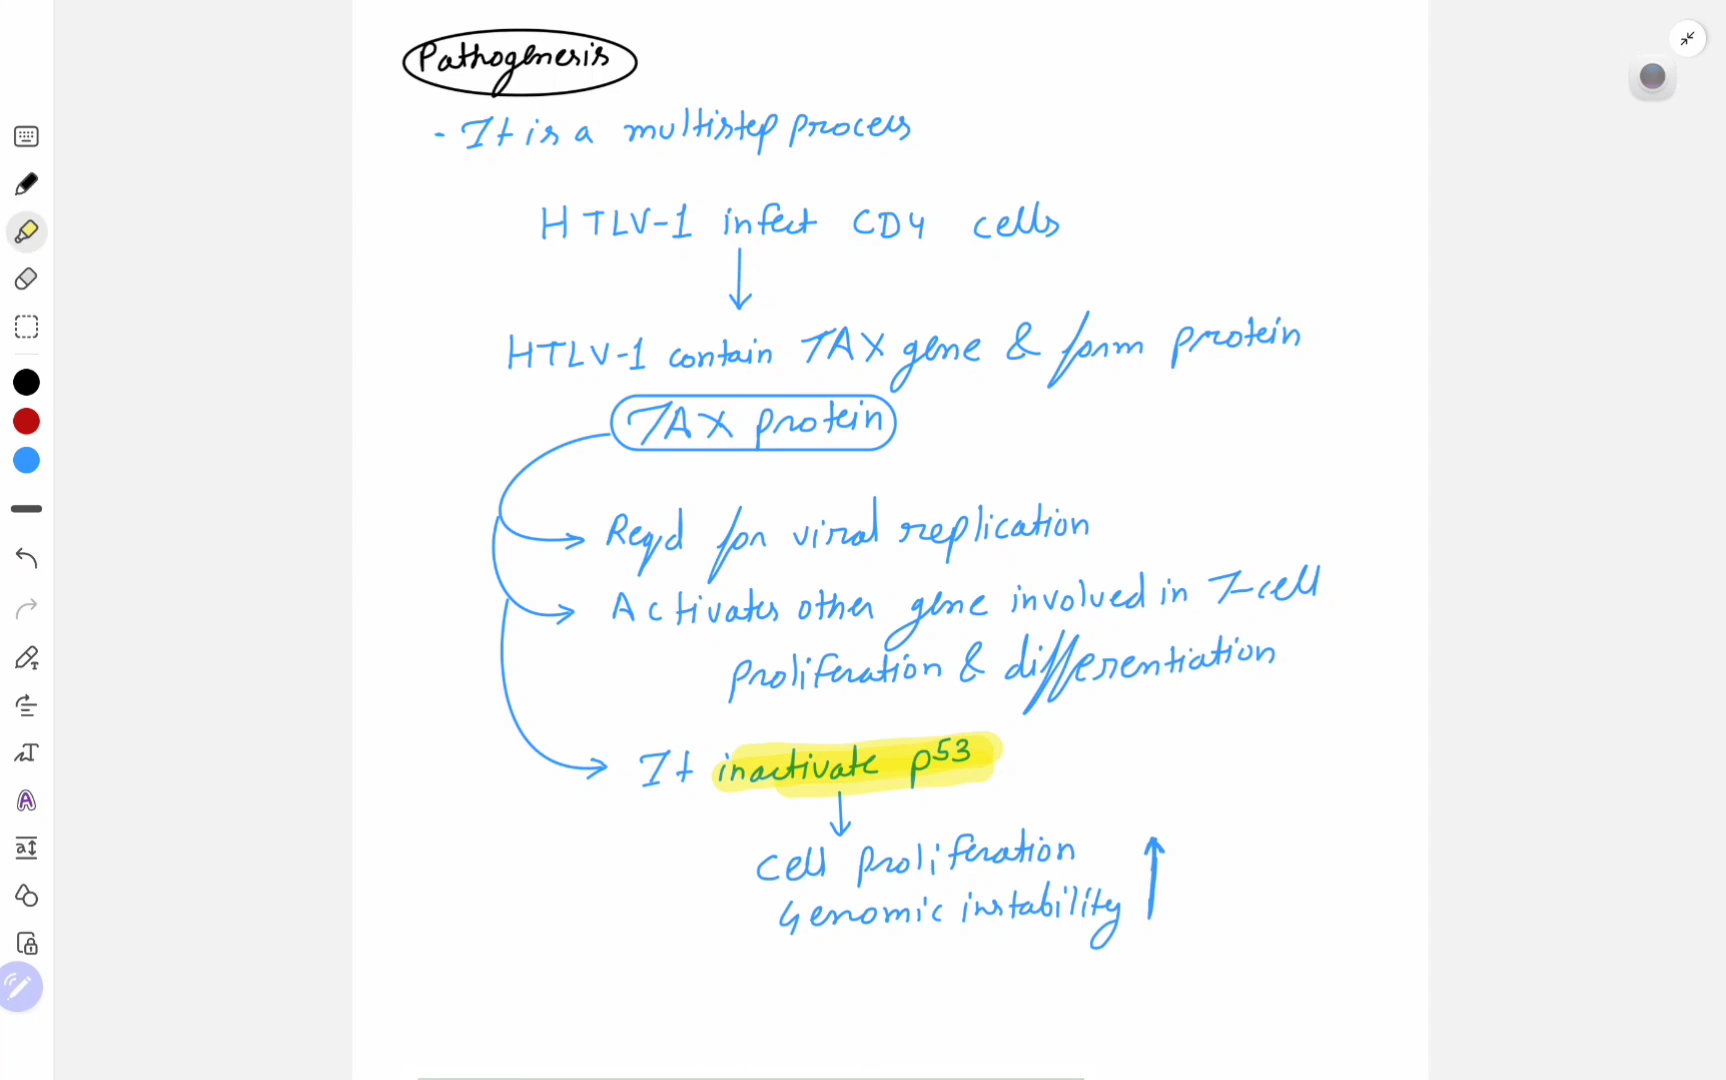 Pathogenesis
- It is a multistep process
HTLV-1 infect CD4 cells
HTLV-1 contain TAX gene & form protein
TAX protein
Reqd for viral replication
Activates other gene involved in T-cell
proliferation & differentiation
It inactivate p53
Cell proliferation
Genomic instability